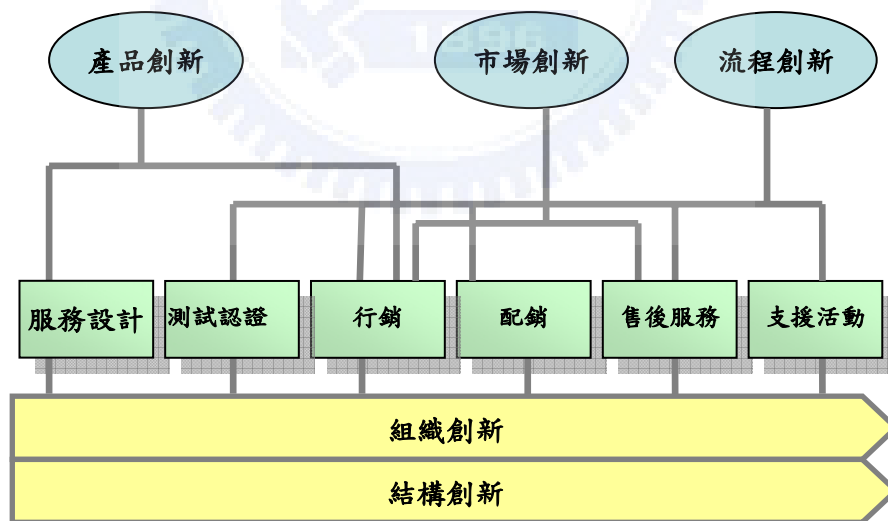 1896
產品創新
市場創新
流程創新
服務設計
測試認證
行銷
配銷
售後服務
支援活動
組織創新
結構創新